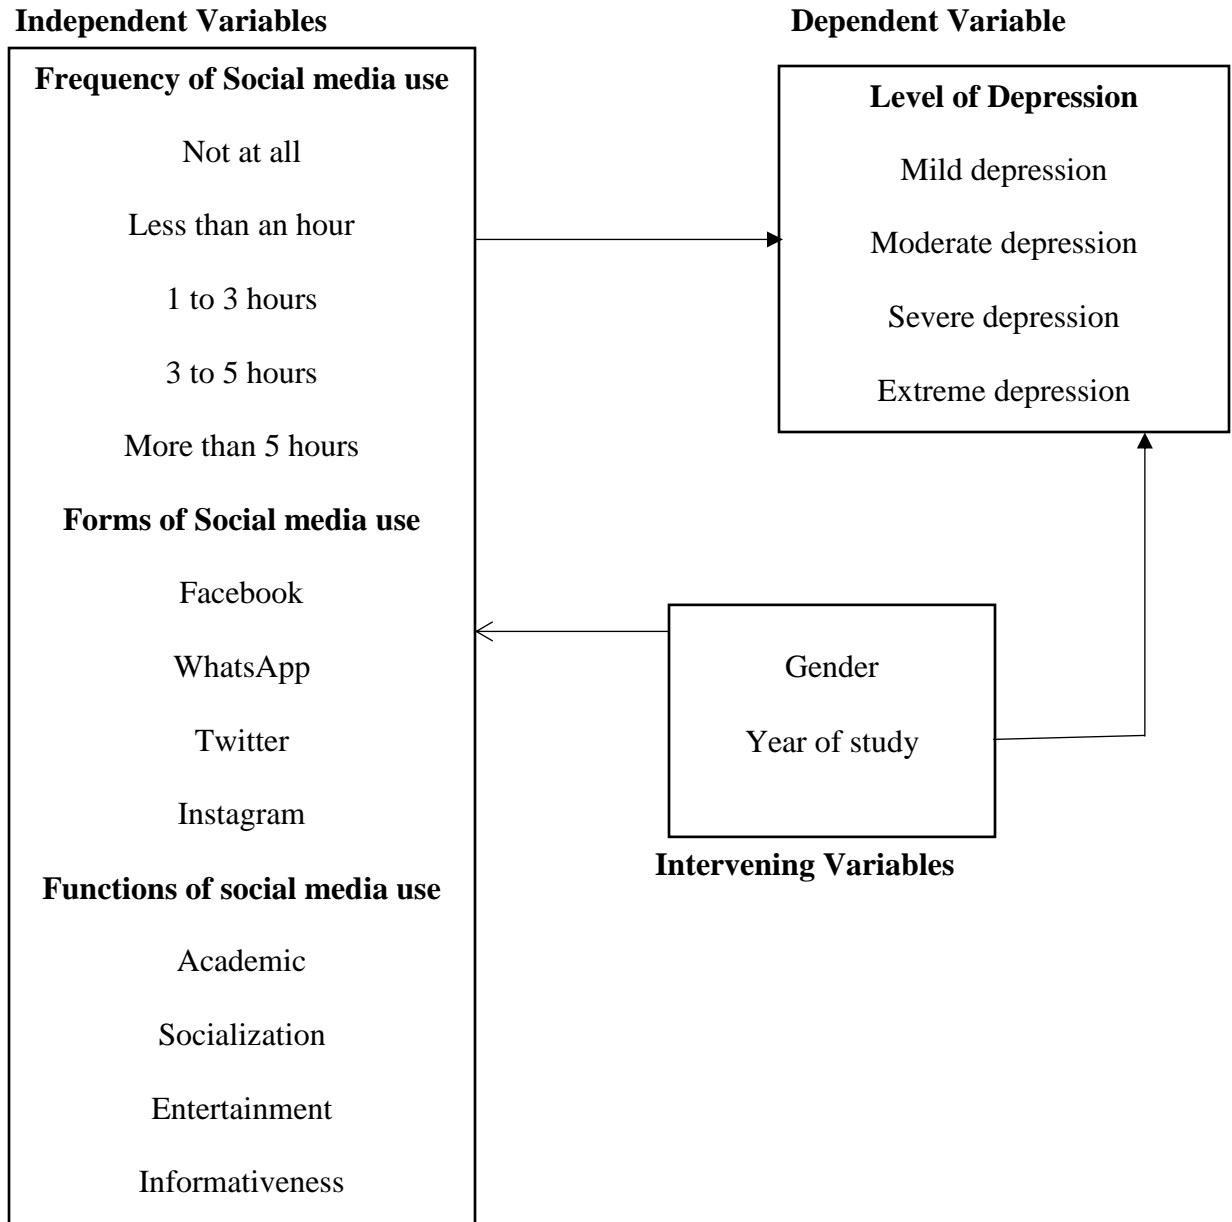 Independent Variables
Frequency of Social media use
Not at all
Less than an hour
1 to 3 hours
3 to 5 hours
More than 5 hours
Forms of Social media use
Facebook
WhatsApp
Twitter
Instagram
Functions of social media use
Academic
Socialization
Entertainment
Informativeness
Dependent Variable
Level of Depression
Mild depression
Moderate depression
Severe depression
Extreme depression
Gender
Year of study
Intervening Variables